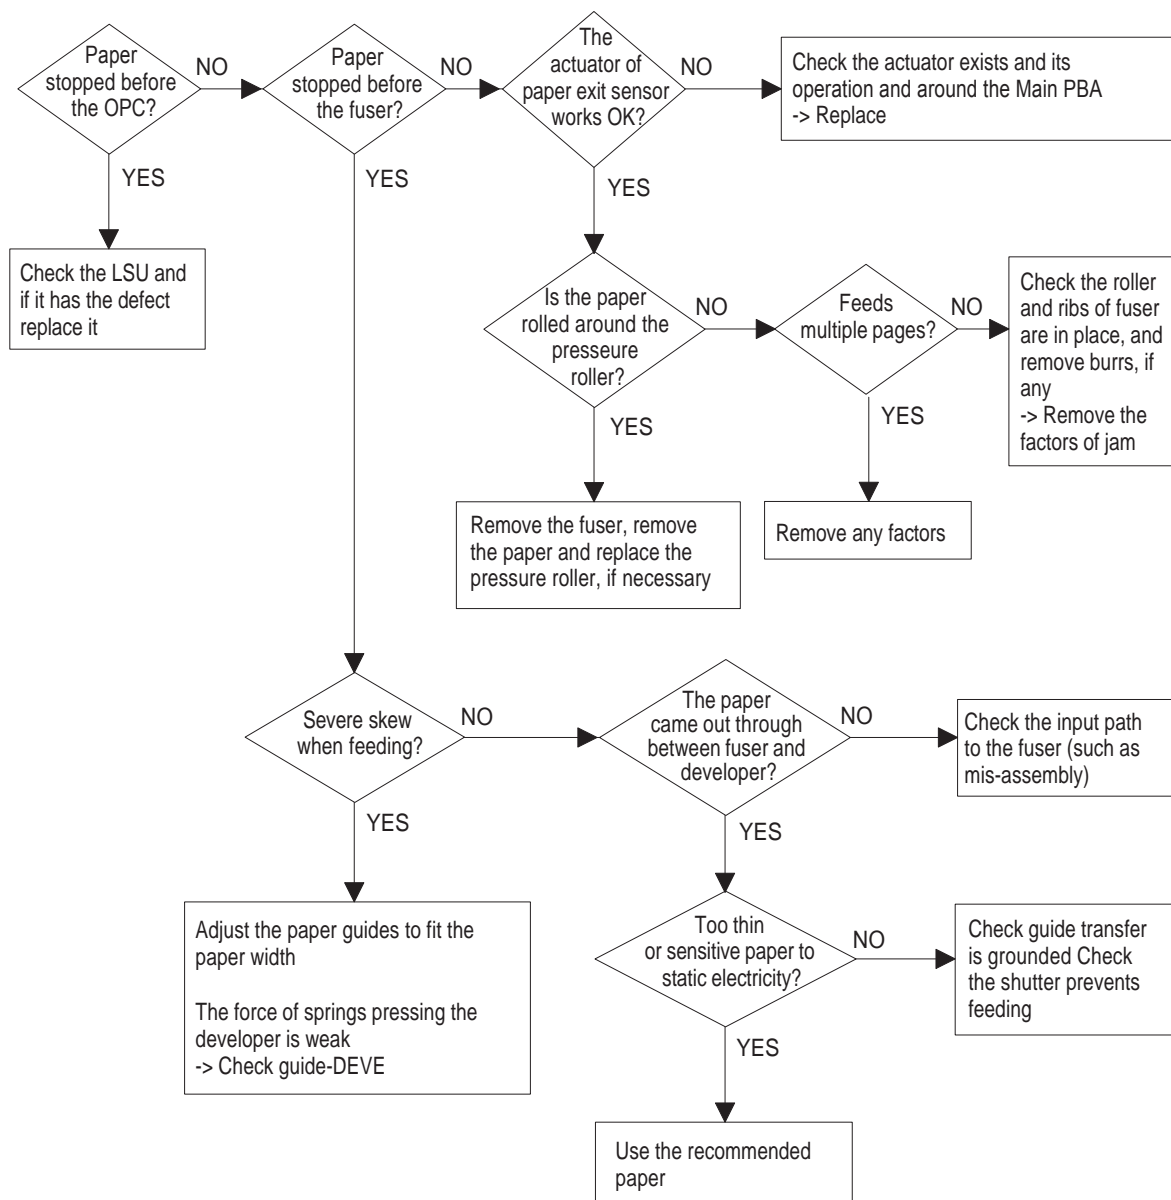 Paper
stopped before
the OPC?
NO
Paper
stopped before
the fuser?
NO
The
actuator of
paper exit sensor
works OK?
NO
Check the actuator exists and its
operation and around the Main PBA
-> Replace
YES
YES
YES
Check the LSU and
if it has the defect
replace it
Is the paper
rolled around the
preseure
roller?
NO
Feeds
multiple pages?
NO
Check the roller
and ribs of fuser
are in place, and
remove burrs, if
any
-> Remove the
factors of jam
YES
YES
Remove the fuser, remove
the paper and replace the
pressure roller, if necessary
Remove any factors
Severe skew
when feeding?
NO
The paper
came out through
between fuser and
developer?
NO
Check the input path
to the fuser (such as
mis-assembly)
YES
YES
Adjust the paper guides to fit the
paper width
The force of springs pressing the
developer is weak
-> Check guide-DEVE
Too thin
or sensitive paper to
static electricity?
NO
Check guide transfer
is grounded Check
the shutter prevents
feeding
YES
Use the recommended
paper